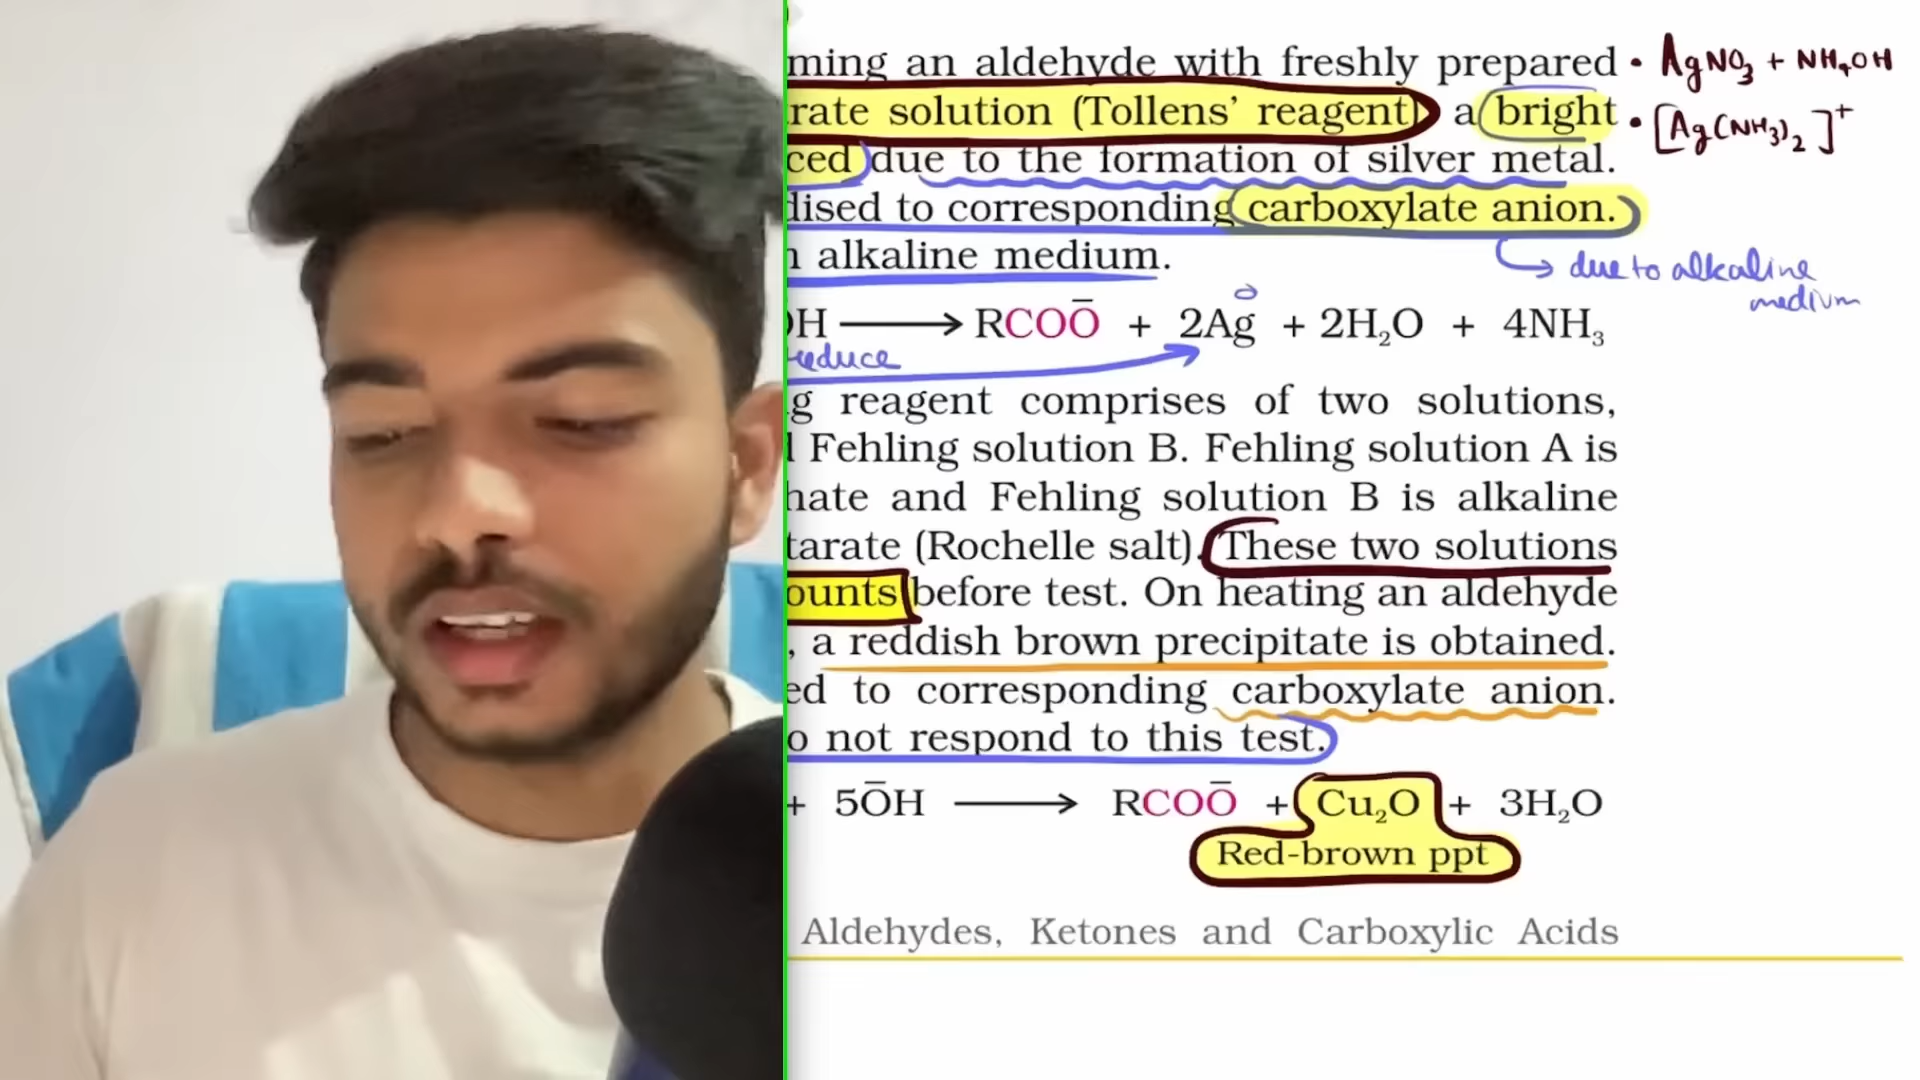 ming an aldehyde with freshly prepared • AgNO₃ + NH₄OH
rate solution (Tollens’ reagent) a bright • [Ag(NH₃)₂]⁺
ced due to the formation of silver metal.
dised to corresponding carboxylate anion.
alkaline medium. → due to alkaline
medium
o
H ⟶ RCOŌ + 2Ag + 2H₂O + 4NH₃
reduce
g reagent comprises of two solutions,
Fehling solution B. Fehling solution A is
hate and Fehling solution B is alkaline
tarate (Rochelle salt). These two solutions
ounts before test. On heating an aldehyde
, a reddish brown precipitate is obtained.
ed to corresponding carboxylate anion.
o not respond to this test.
+ 5ŌH ⟶ RCOŌ + Cu₂O + 3H₂O
Red-brown ppt
Aldehydes, Ketones and Carboxylic Acids